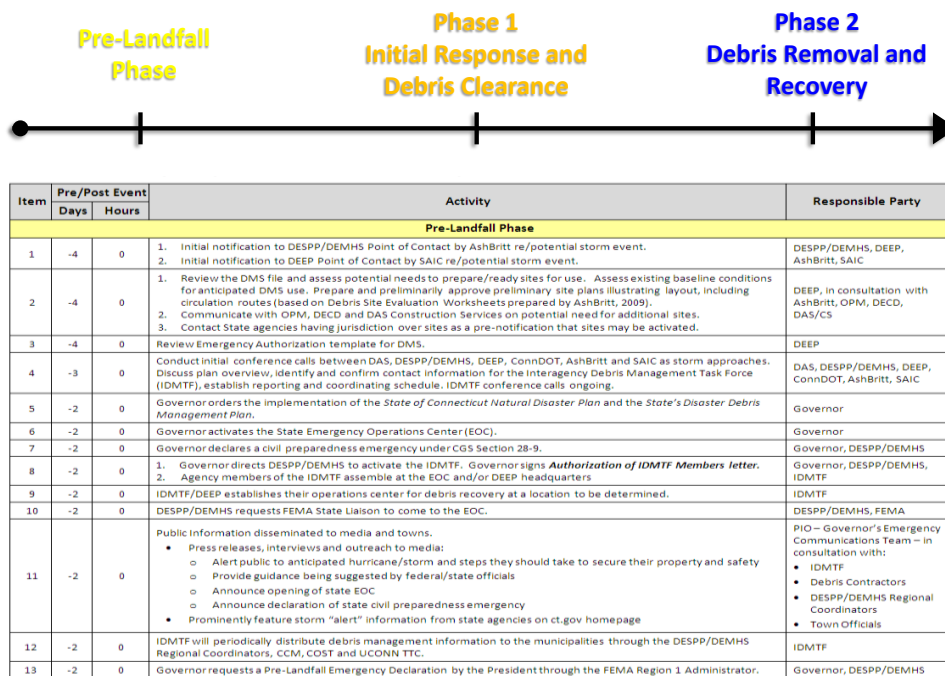 Pre-Landfall
Phase
Phase 1
Initial Response and
Debris Clearance
Phase 2
Debris Removal and
Recovery
Item
Pre/Post Event
Days
Hours
Activity
Responsible Party
Pre-Landfall Phase
1
-4
0
1. Initial notification to DESPP/DEMHS Point of Contact by AshBritt re/potential storm event.
2. Initial notification to DEEP Point of Contact by SAIC re/potential storm event.
DESPP/DEMHS, DEEP,
AshBritt, SAIC
2
-4
0
1. Review the DMS file and assess potential needs to prepare/ready sites for use. Assess existing baseline conditions
for anticipated DMS use. Prepare and preliminarily approve preliminary site plans illustrating layout, including
circulation routes (based on Debris Site Evaluation Worksheets prepared by AshBritt, 2009).
2. Communicate with OPM, DECD and DAS Construction Services on potential need for additional sites.
3. Contact State agencies having jurisdiction over sites as a pre-notification that sites may be activated.
DEEP, in consultation with
AshBritt, OPM, DECD,
DAS/CS
3
-4
0
Review Emergency Authorization template for DMS.
DEEP
4
-3
0
Conduct initial conference calls between DAS, DESPP/DEMHS, DEEP, ConnDOT, AshBritt and SAIC as storm approaches.
Discuss plan overview, identify and confirm contact information for the Interagency Debris Management Task Force
(IDMTF), establish reporting and coordinating schedule. IDMTF conference calls ongoing.
DAS, DESPP/DEMHS, DEEP,
ConnDOT, AshBritt, SAIC
5
-2
0
Governor orders the implementation of the State of Connecticut Natural Disaster Plan and the State's Disaster Debris
Management Plan.
Governor
6
-2
0
Governor activates the State Emergency Operations Center (EOC).
Governor
7
-2
0
Governor declares a civil preparedness emergency under CGS Section 28-9.
Governor, DESPP/DEMHS
8
-2
0
1. Governor directs DESPP/DEMHS to activate the IDMTF. Governor signs Authorization of IDMTF Members letter.
2. Agency members of the IDMTF assemble at the EOC and/or DEEP headquarters
Governor, DESPP/DEMHS,
IDMTF
9
-2
0
IDMTF/DEEP establishes their operations center for debris recovery at a location to be determined.
IDMTF
10
-2
0
DESPP/DEMHS requests FEMA State Liaison to come to the EOC.
DESPP/DEMHS, FEMA
11
-2
0
Public Information disseminated to media and towns.
• Press releases, interviews and outreach to media:
o Alert public to anticipated hurricane/storm and steps they should take to secure their property and safety
o Provide guidance being suggested by federal/state officials
o Announce opening of state EOC
o Announce declaration of state civil preparedness emergency
• Prominently feature storm "alert" information from state agencies on ct.gov homepage
PIO – Governor's Emergency
Communications Team – in
consultation with:
• IDMTF
• Debris Contractors
• DESPP/DEMHS Regional
Coordinators
• Town Officials
12
-2
0
IDMTF will periodically distribute debris management information to the municipalities through the DESPP/DEMHS
Regional Coordinators, CCM, COST and UCONN TTC.
IDMTF
13
-2
0
Governor requests a Pre-Landfall Emergency Declaration by the President through the FEMA Region 1 Administrator.
Governor, DESPP/DEMHS